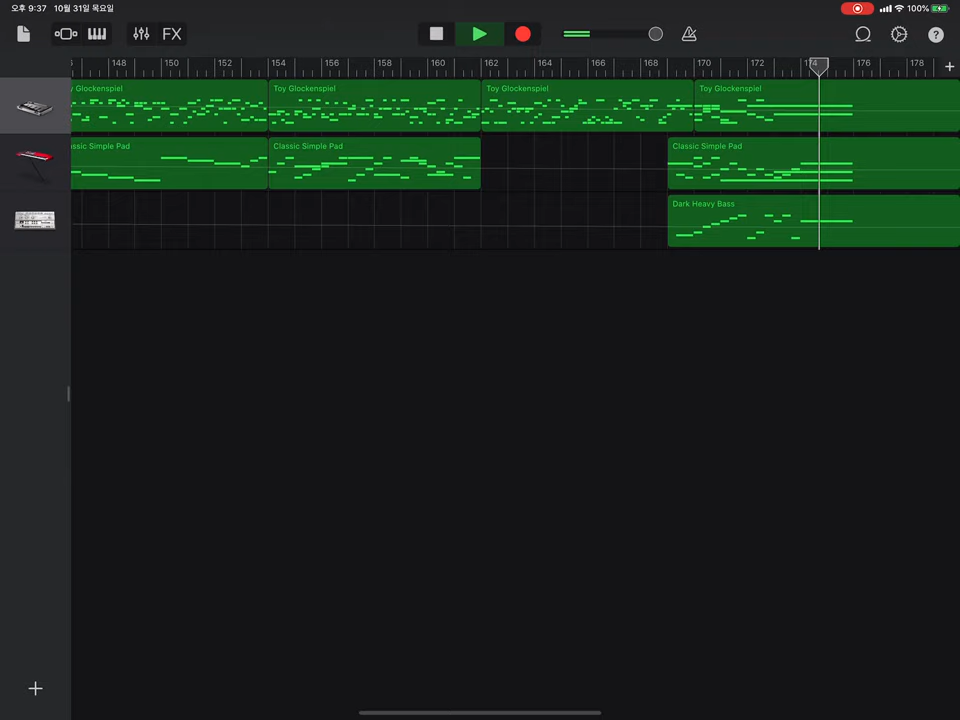 오후 9:37 10월 31일 목요일 100%
FX
148 150 152 154 156 158 160 162 164 166 168 170 172 174 176 178
y Glockenspiel Toy Glockenspiel Toy Glockenspiel Toy Glockenspiel
assic Simple Pad Classic Simple Pad Classic Simple Pad
Dark Heavy Bass